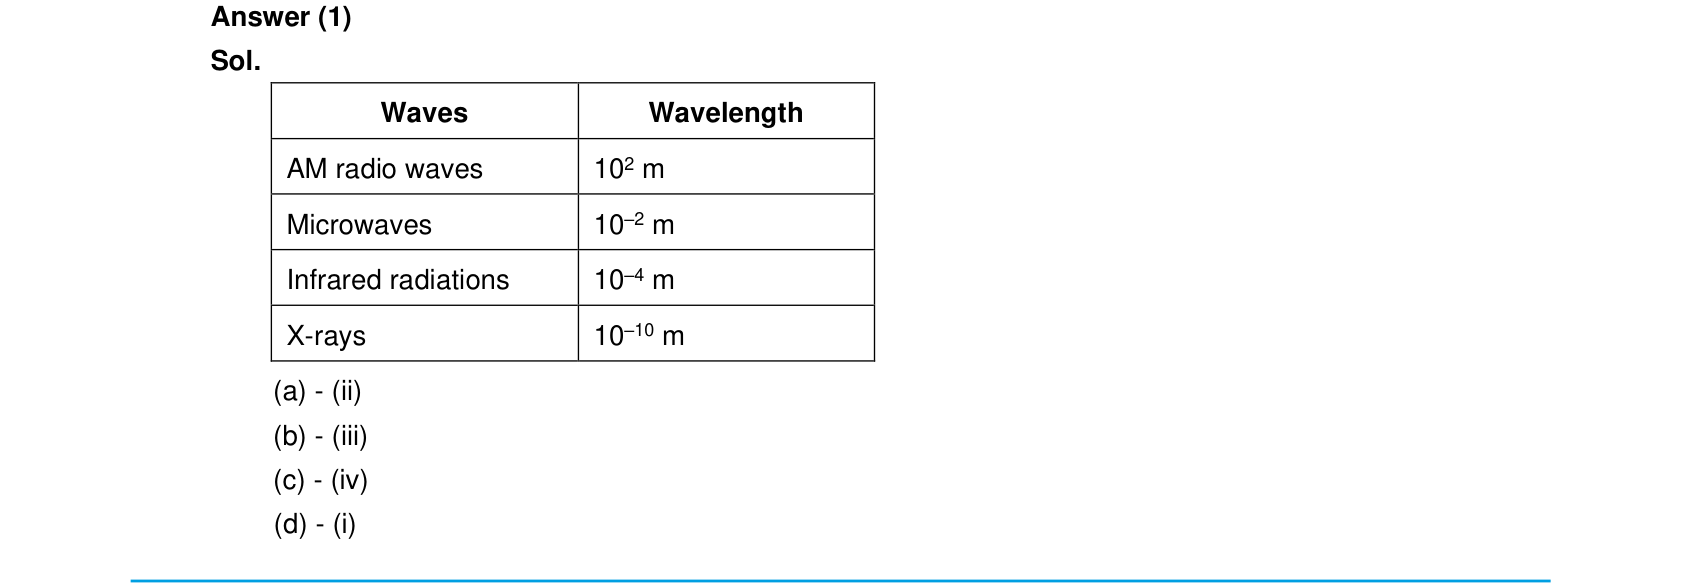 Answer (1)
Sol.
Waves Wavelength
AM radio waves 10² m
Microwaves 10⁻² m
Infrared radiations 10⁻⁴ m
X-rays 10⁻¹⁰ m
(a) - (ii)
(b) - (iii)
(c) - (iv)
(d) - (i)